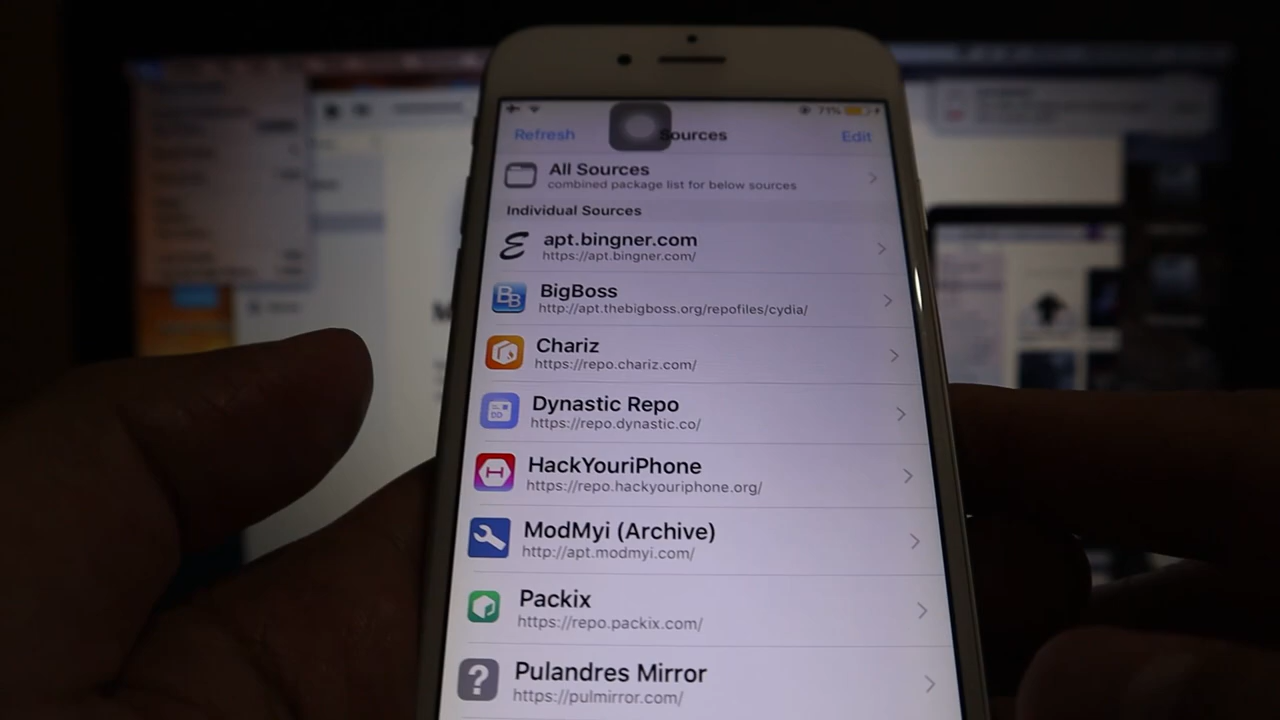 71%
Refresh
Sources
Edit
All Sources
combined package list for below sources
Individual Sources
apt.bingner.com
https://apt.bingner.com/
BigBoss
http://apt.thebigboss.org/repofiles/cydia/
Chariz
https://repo.chariz.com/
Dynastic Repo
https://repo.dynastic.co/
HackYouriPhone
https://repo.hackyouriphone.org/
ModMyi (Archive)
http://apt.modmyi.com/
Packix
https://repo.packix.com/
Pulandres Mirror
https://pulmirror.com/